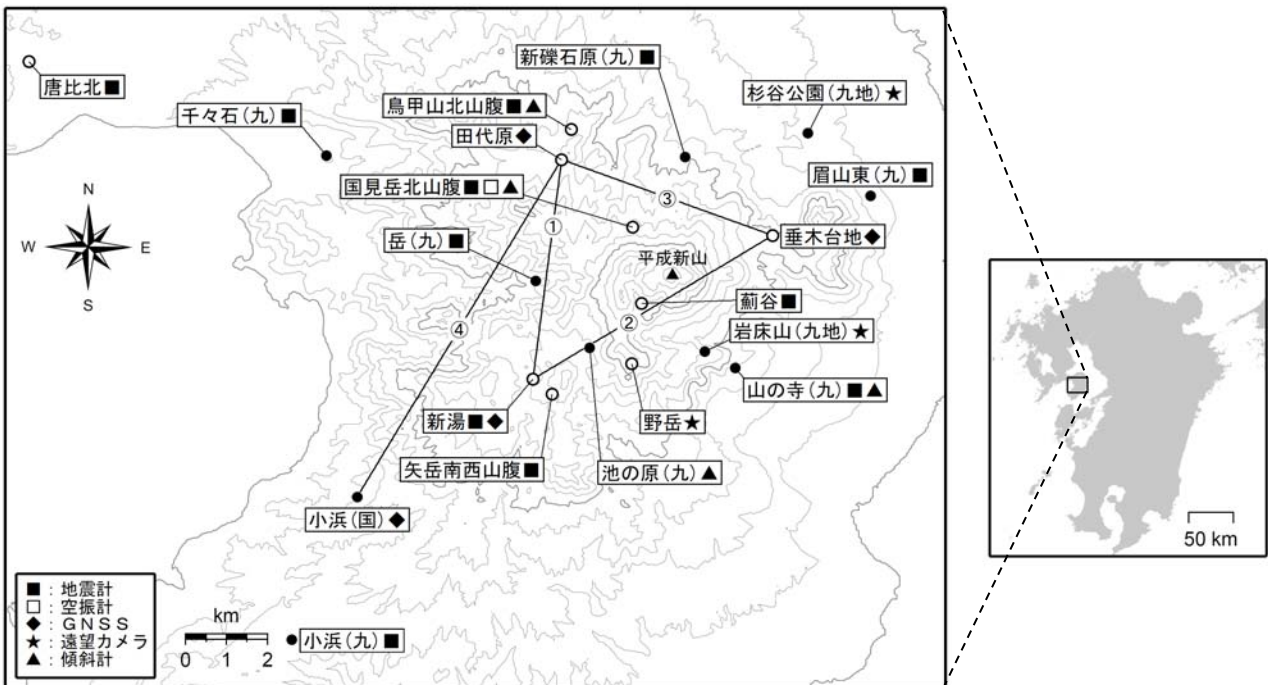 新礫石原(九)■
杉谷公園(九地)★
唐比北■
鳥甲山北山腹■▲
千々石(九)■
田代原◆
眉山東(九)■
国見岳北山腹■□▲
③
N
W E
S
①
垂木台地◆
岳(九)■
平成新山
▲
薊谷■
②
岩床山(九地)★
④
山の寺(九)■▲
新湯■◆
野岳★
矢岳南西山腹■
池の原(九)▲
小浜(国)◆
50 km
■:地震計
□:空振計
◆:GNSS
★:遠望カメラ
▲:傾斜計
km
0 1 2
小浜(九)■